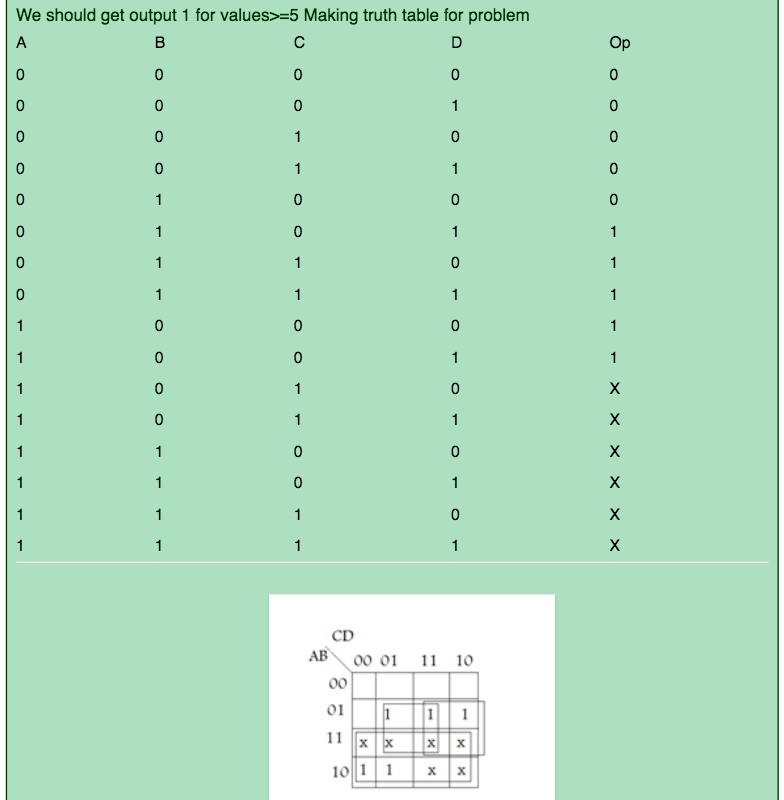 We should get output 1 for values>=5 Making truth table for problem
A B C D Op
0 0 0 0 0
0 0 0 1 0
0 0 1 0 0
0 0 1 1 0
0 1 0 0 0
0 1 0 1 1
0 1 1 0 1
0 1 1 1 1
1 0 0 0 1
1 0 0 1 1
1 0 1 0 X
1 0 1 1 X
1 1 0 0 X
1 1 0 1 X
1 1 1 0 X
1 1 1 1 X
CD
AB 00 01 11 10
00
01 1 1 1
11 x x x x
10 1 1 x x